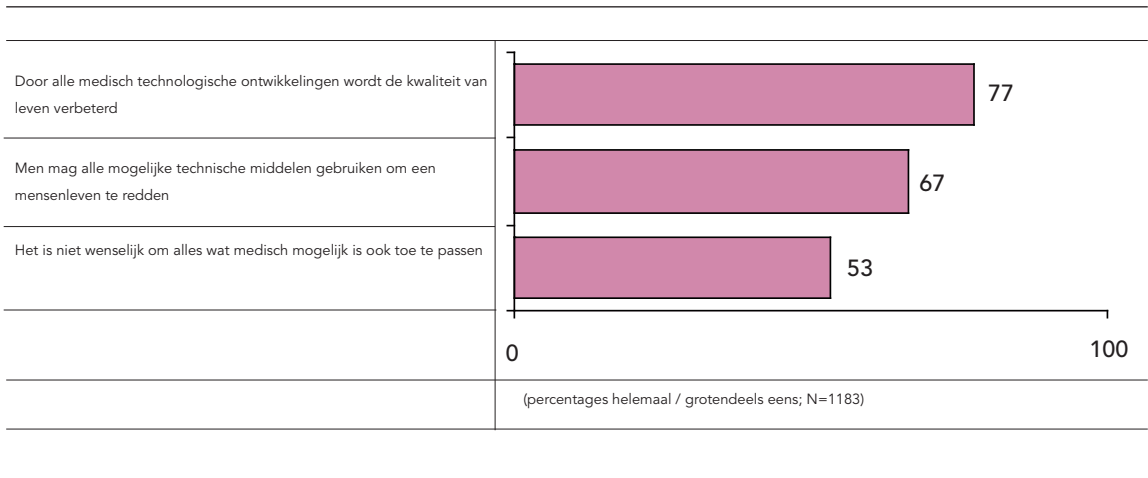 Door alle medisch technologische ontwikkelingen wordt de kwaliteit van
leven verbeterd
77
Men mag alle mogelijke technische middelen gebruiken om een
mensenleven te redden
67
Het is niet wenselijk om alles wat medisch mogelijk is ook toe te passen
53
0
100
(percentages helemaal / grotendeels eens; N=1183)